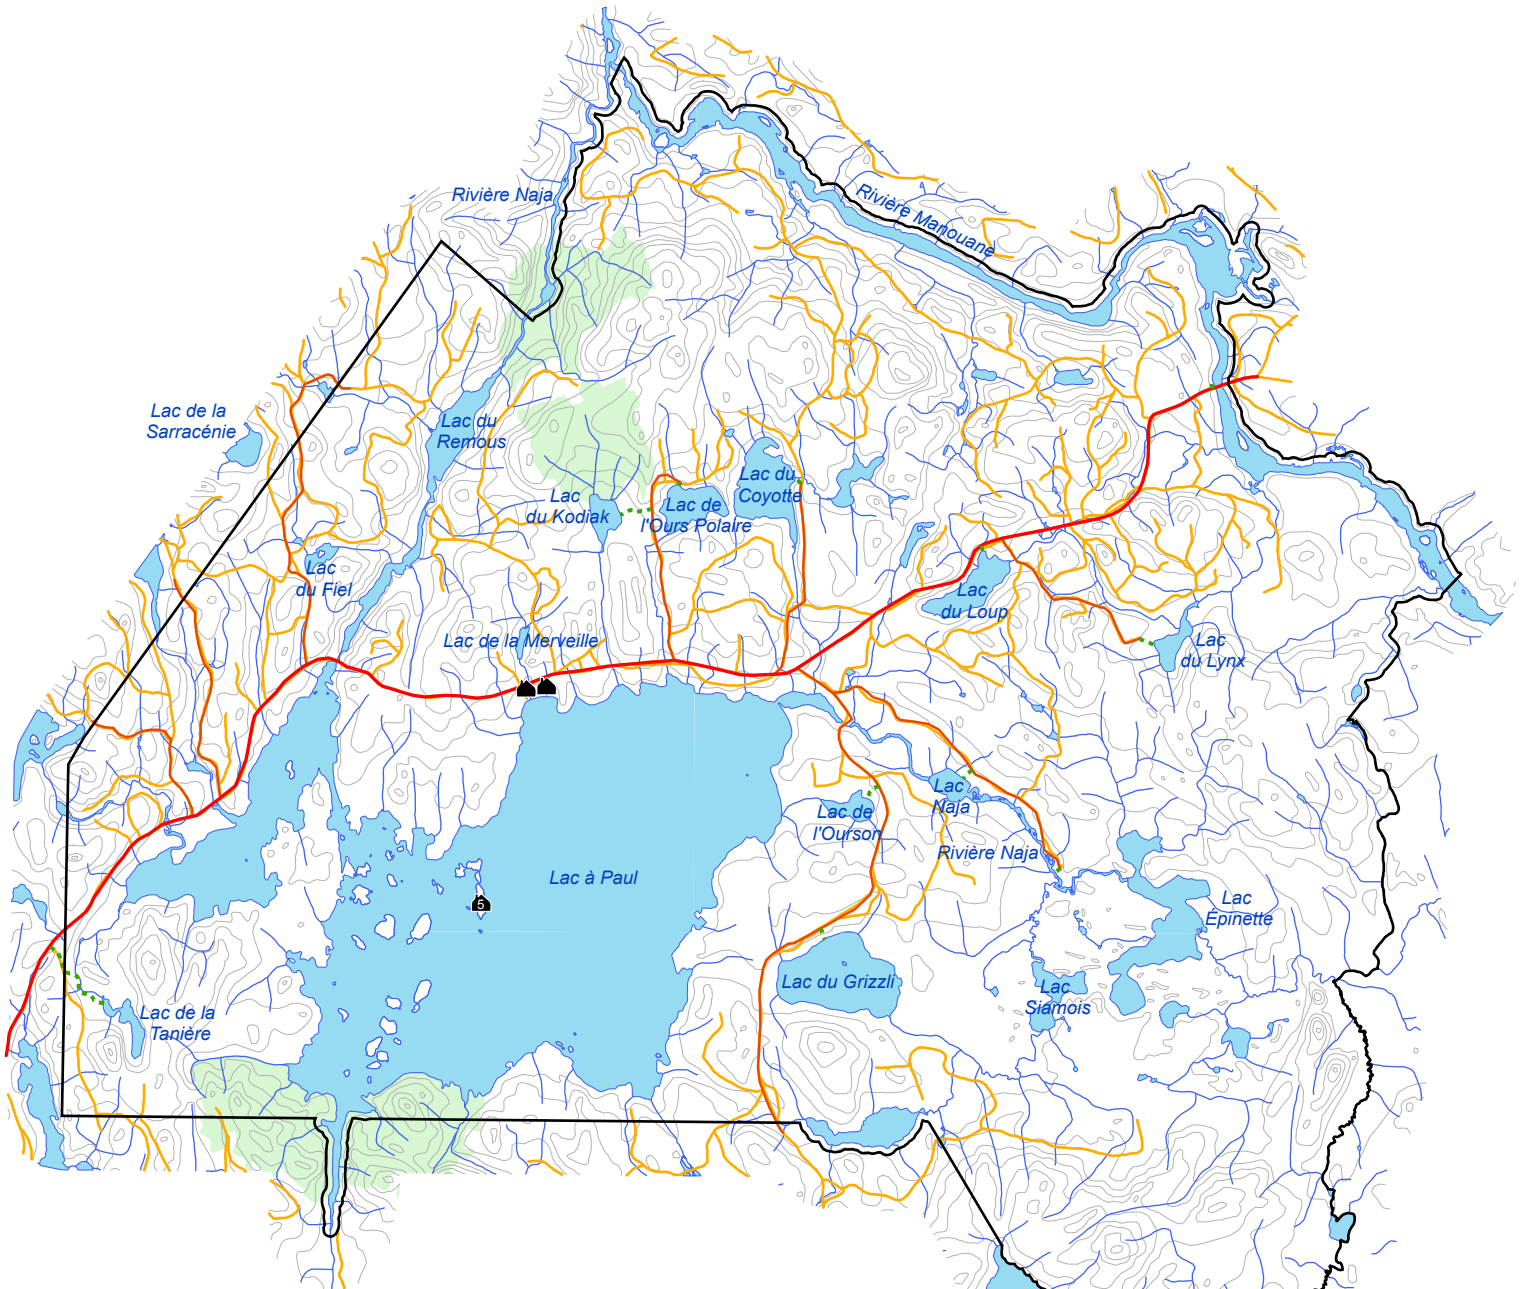 Rivière Naja
Rivière Manouane
Lac de la
Sarracénie
Lac du
Remous
Lac
du Kodiak
Lac de
l'Ours Polaire
Lac du
Coyotte
Lac
du Fiel
Lac
du Loup
Lac de la Merveille
Lac
du Lynx
Lac
Naja
Lac de
l'Ourson
Rivière Naja
Lac à Paul
5
Lac
Épinette
Lac du Grizzli
Lac
Siamois
Lac de la
Tanière